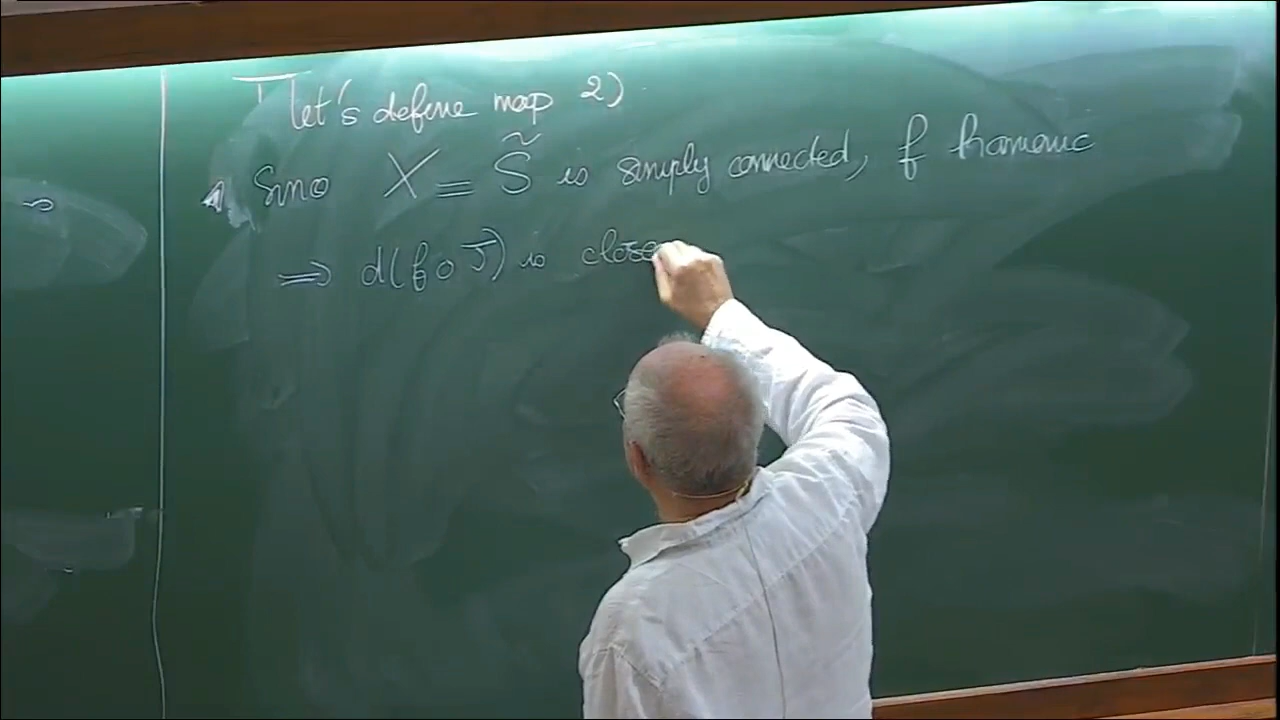 let's define map 2)
Since X = S̃ is simply connected, f harmonic
⇒ d(f∘J) is close